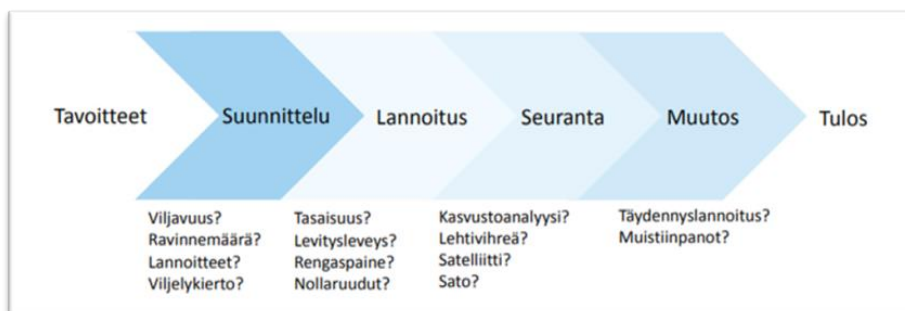 Tavoitteet
Suunnittelu
Lannoitus
Seuranta
Muutos
Tulos
Viljavuus?
Ravinnemäärä?
Lannoitteet?
Viljelykierto?
Tasaisuus?
Levitysleveys?
Rengaspaine?
Nollaruudut?
Kasvustoanalyysi?
Lehtivihreä?
Satelliitti?
Sato?
Täydennyslannoitus?
Muistiinpanot?